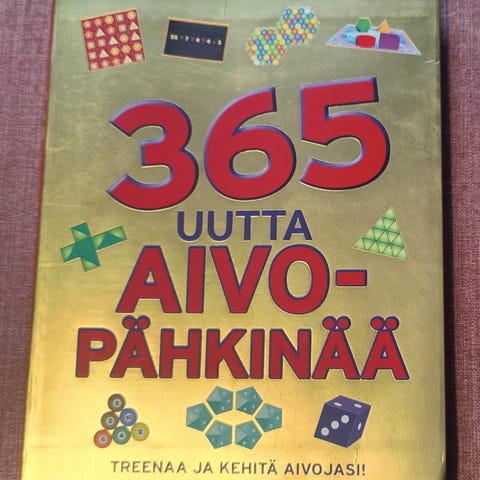 365
UUTTA
AIVO-
PÄHKINÄÄ
TREENAA JA KEHITÄ AIVOJASI!